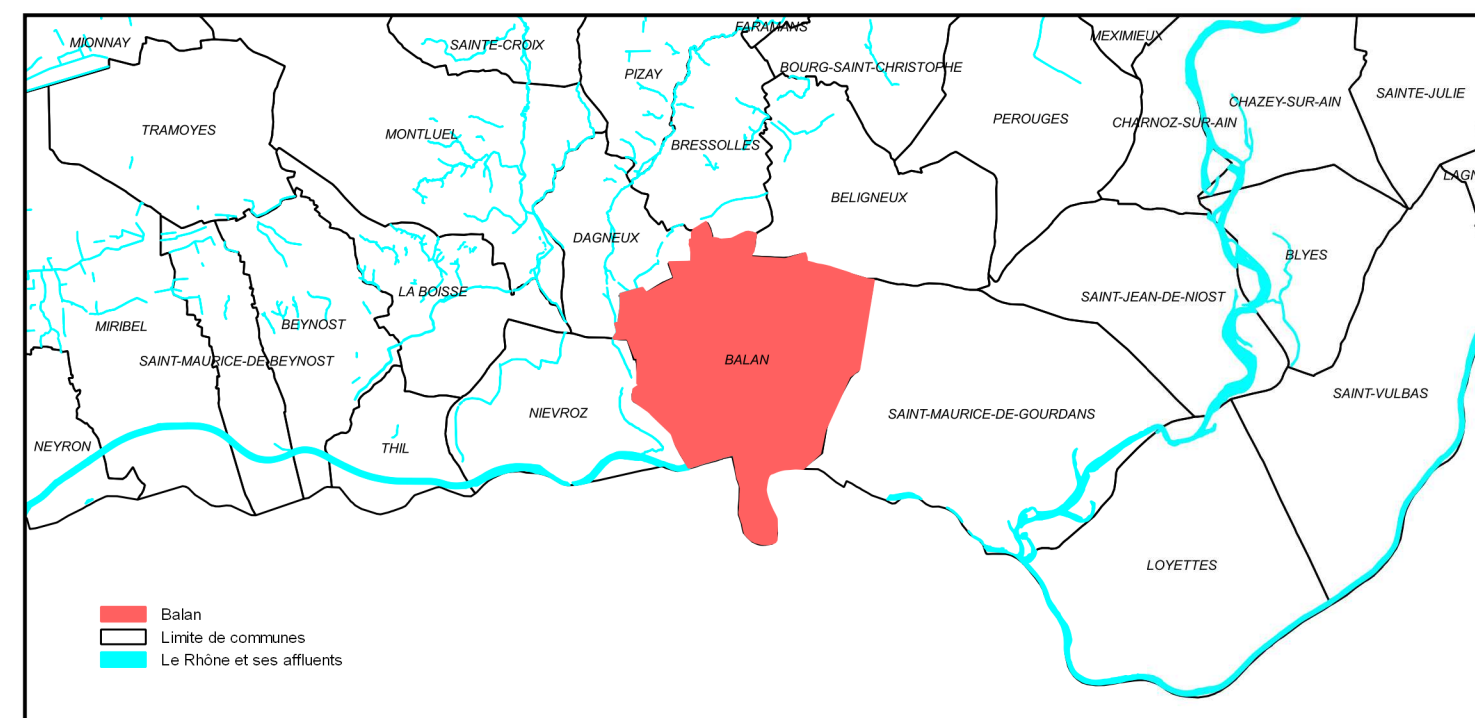 FARAMANS
MEXIMIEUX
MIONNAY
SAINTE-CROIX
PIZAY
BOURG-SAINT-CHRISTOPHE
SAINTE-JULIE
CHAZEY-SUR-AIN
PEROUGES
CHARNOZ-SUR-AIN
TRAMOYES
MONTLUEL
BRESSOLLES
LAGN
BELIGNEUX
DAGNEUX
BLYES
LA BOISSE
SAINT-JEAN-DE-NIOST
MIRIBEL
BEYNOST
SAINT-MAURICE-DE-BEYNOST
BALAN
SAINT-VULBAS
NIEVROZ
SAINT-MAURICE-DE-GOURDANS
NEYRON
THIL
LOYETTES
Balan
Limite de communes
Le Rhône et ses affluents